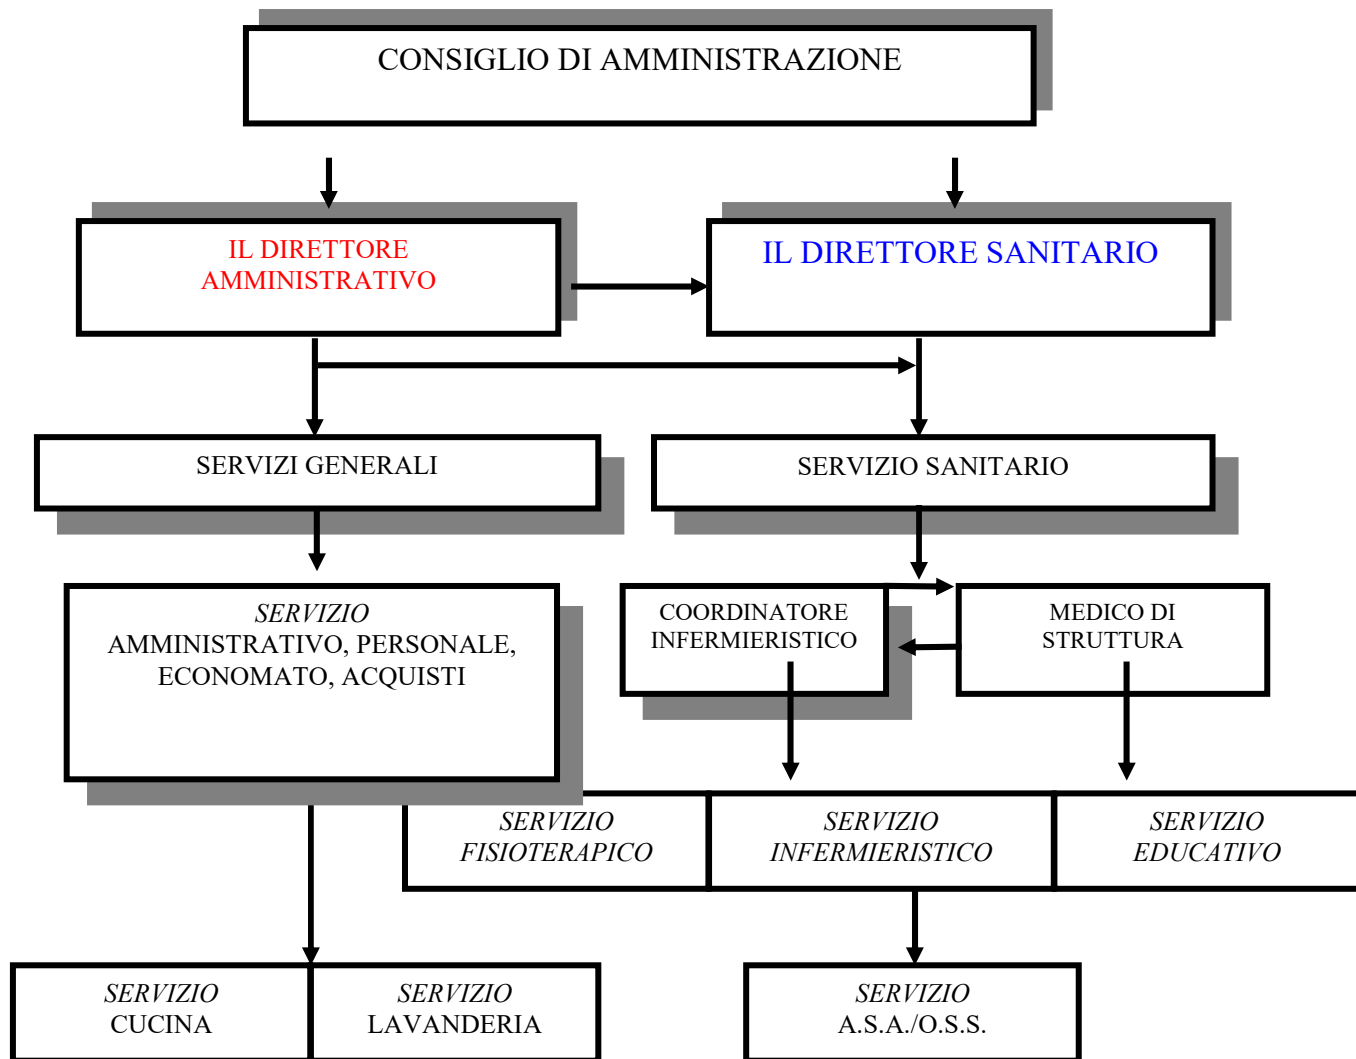 CONSIGLIO DI AMMINISTRAZIONE
IL DIRETTORE
AMMINISTRATIVO
IL DIRETTORE SANITARIO
SERVIZI GENERALI
SERVIZIO SANITARIO
SERVIZIO
AMMINISTRATIVO, PERSONALE,
ECONOMATO, ACQUISTI
COORDINATORE
INFERMIERISTICO
MEDICO DI
STRUTTURA
SERVIZIO
FISIOTERAPICO
SERVIZIO
INFERMIERISTICO
SERVIZIO
EDUCATIVO
SERVIZIO
CUCINA
SERVIZIO
LAVANDERIA
SERVIZIO
A.S.A./O.S.S.